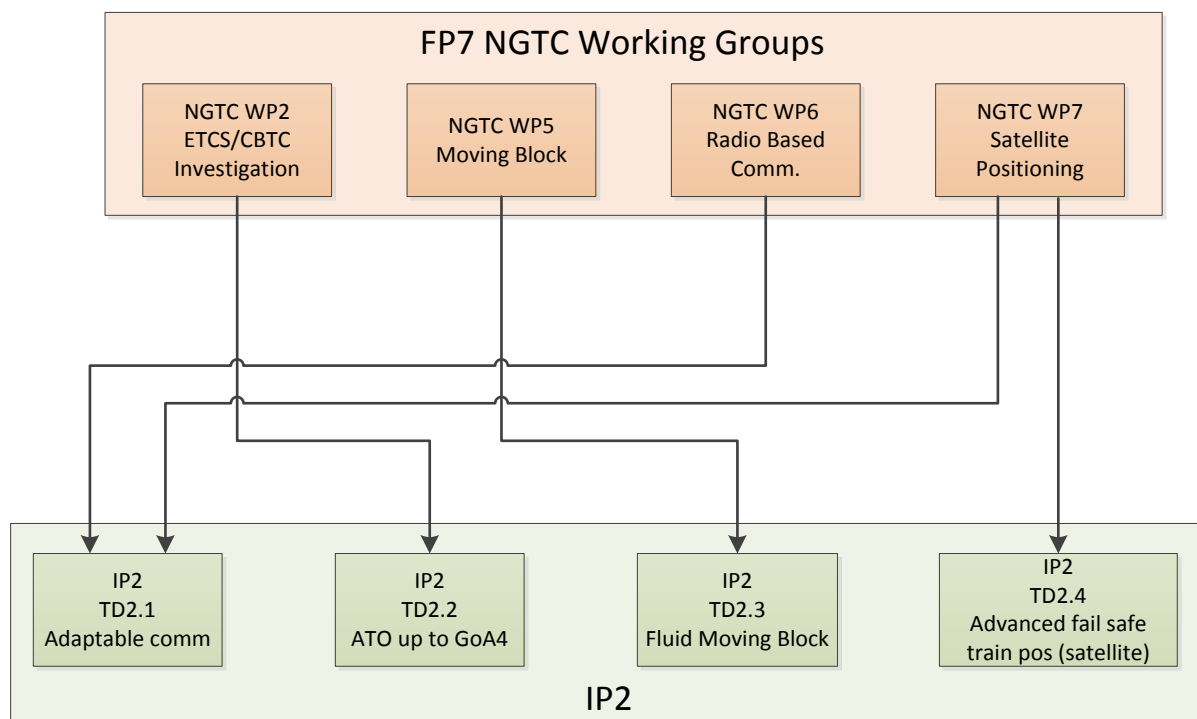 FP7 NGTC Working Groups
NGTC WP2
ETCS/CBTC
Investigation
NGTC WP5
Moving Block
NGTC WP6
Radio Based
Comm.
NGTC WP7
Satellite
Positioning
IP2
TD2.1
Adaptable comm
IP2
TD2.2
ATO up to GoA4
IP2
TD2.3
Fluid Moving Block
IP2
TD2.4
Advanced fail safe
train pos (satellite)
IP2